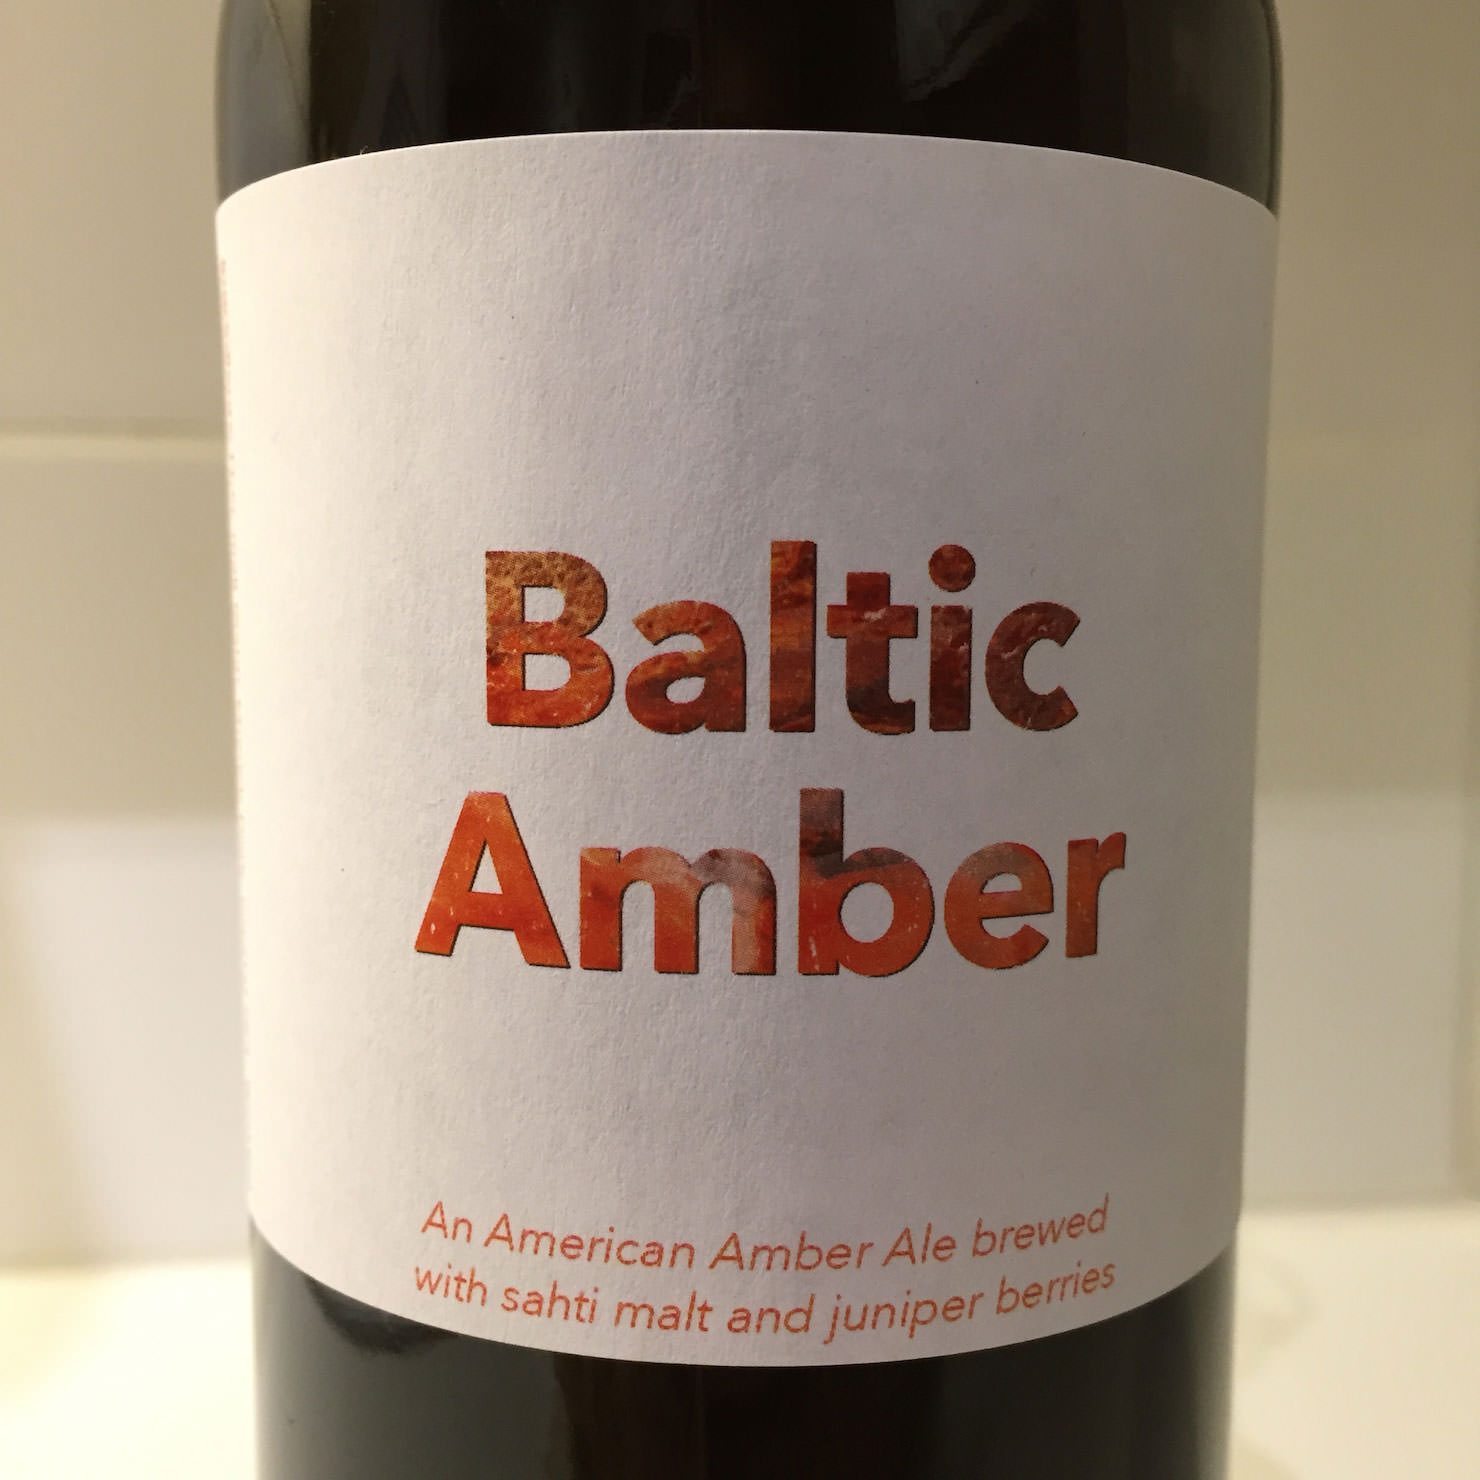 Baltic
Amber
An American Amber Ale brewed
with sahti malt and juniper berries